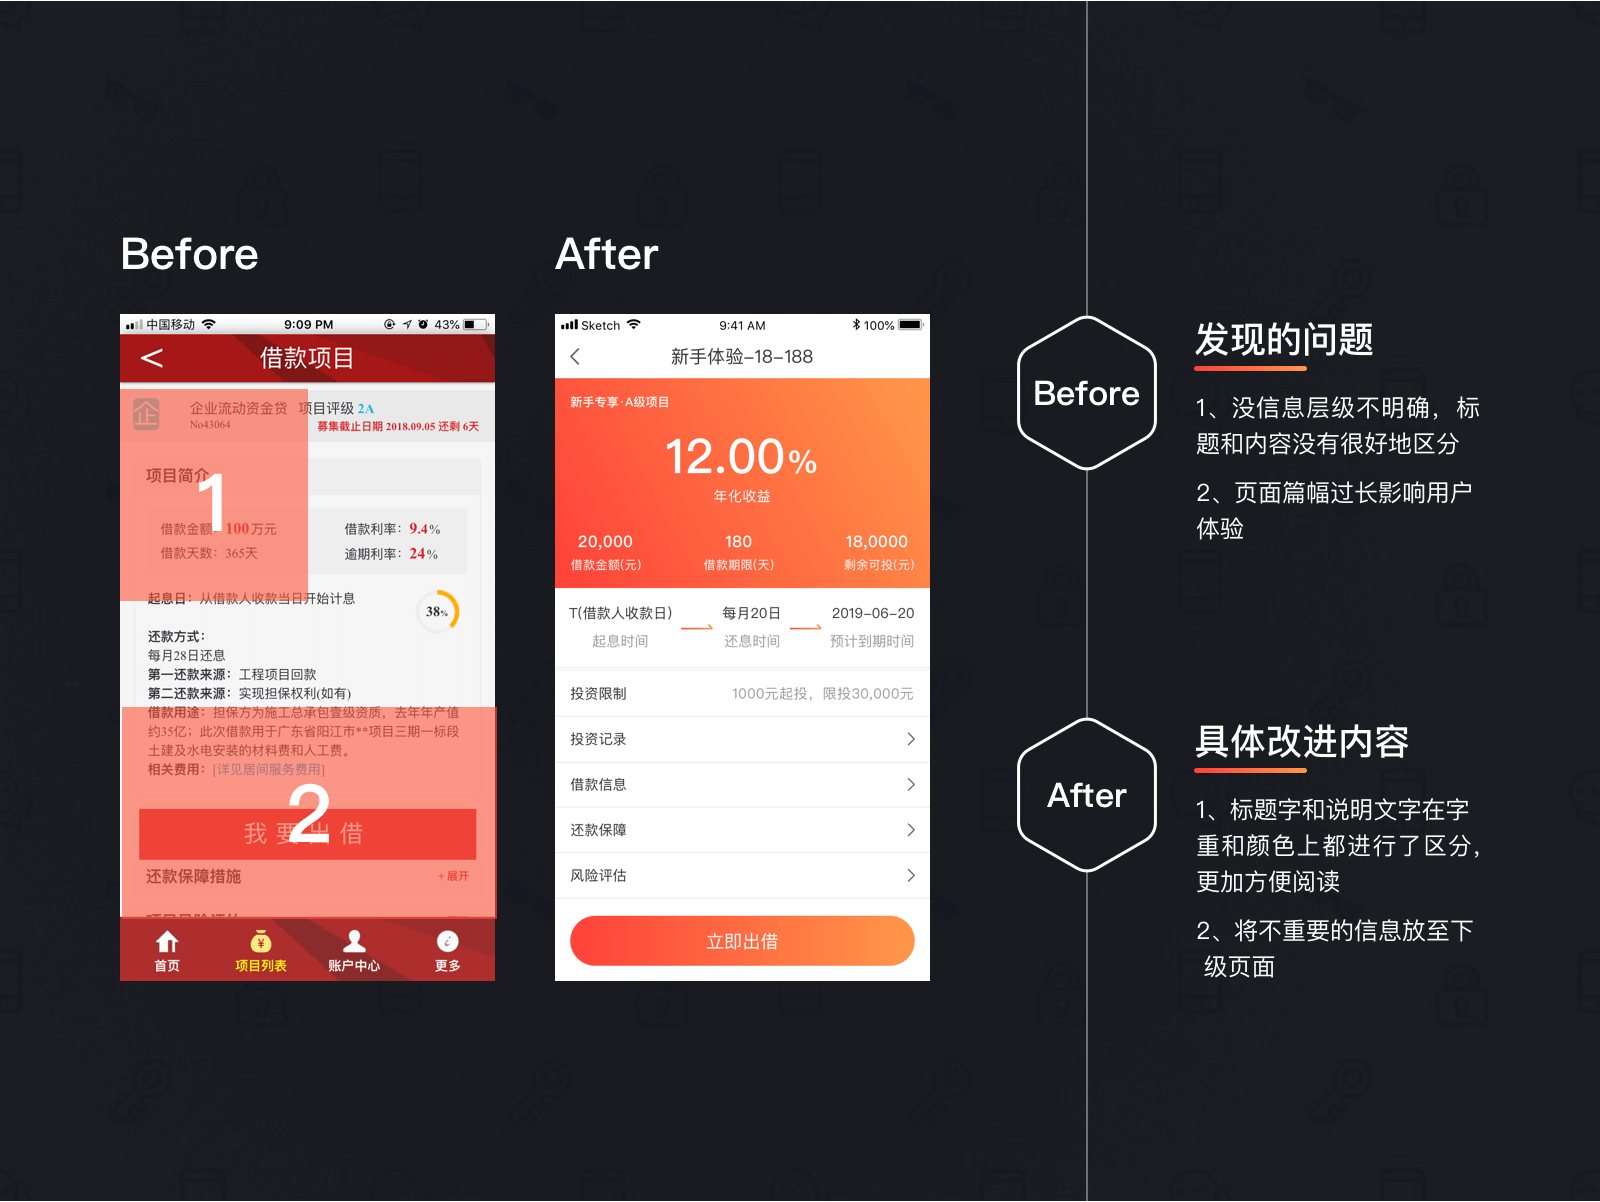 Before
After
中国移动
9:09 PM
43%
<
借款项目
企
企业流动资金贷 项目评级 2A
No43064
募集截止日期 2018.09.05 还剩 6天
项目简介
1
借款金额：100万元
借款利率：9.4%
借款天数：365天
逾期利率：24%
起息日：从借款人收款当日开始计息
38%
还款方式：
每月28日还息
第一还款来源：工程项目回款
第二还款来源：实现担保权利(如有)
借款用途：担保方为施工总承包壹级资质，去年年产值
约35亿；此次借款用于广东省阳江市**项目三期一标段
土建及水电安装的材料费和人工费。
相关费用：[详见居间服务费用]
2
我要出借
还款保障措施
+ 展开
首页
项目列表
账户中心
更多
Sketch
9:41 AM
100%
新手体验-18-188
新手专享·A级项目
12.00%
年化收益
20,000
180
18,0000
借款金额(元)
借款期限(天)
剩余可投(元)
T(借款人收款日)
每月20日
2019-06-20
起息时间
还息时间
预计到期时间
投资限制
1000元起投，限投30,000元
投资记录
借款信息
还款保障
风险评估
立即出借
Before
发现的问题
1、没信息层级不明确，标
题和内容没有很好地区分
2、页面篇幅过长影响用户
体验
After
具体改进内容
1、标题字和说明文字在字
重和颜色上都进行了区分，
更加方便阅读
2、将不重要的信息放至下
级页面